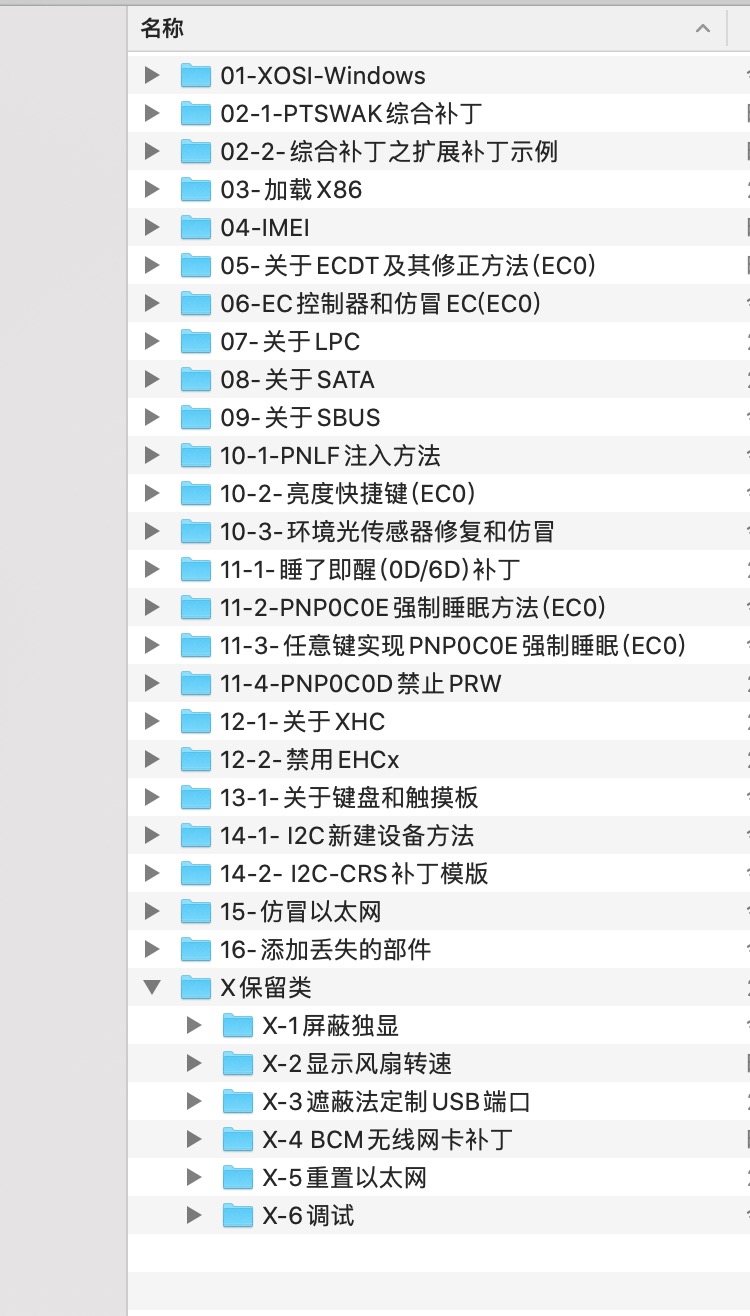 名称
01-XOSI-Windows
02-1-PTSWAK综合补丁
02-2-综合补丁之扩展补丁示例
03-加载X86
04-IMEI
05-关于ECDT及其修正方法(EC0)
06-EC控制器和仿冒EC(EC0)
07-关于LPC
08-关于SATA
09-关于SBUS
10-1-PNLF注入方法
10-2-亮度快捷键(EC0)
10-3-环境光传感器修复和仿冒
11-1-睡了即醒(0D/6D)补丁
11-2-PNP0C0E强制睡眠方法(EC0)
11-3-任意键实现PNP0C0E强制睡眠(EC0)
11-4-PNP0C0D禁止PRW
12-1-关于XHC
12-2-禁用EHCx
13-1-关于键盘和触摸板
14-1- I2C新建设备方法
14-2- I2C-CRS补丁模版
15-仿冒以太网
16-添加丢失的部件
X保留类
X-1屏蔽独显
X-2显示风扇转速
X-3遮蔽法定制USB端口
X-4 BCM无线网卡补丁
X-5重置以太网
X-6调试